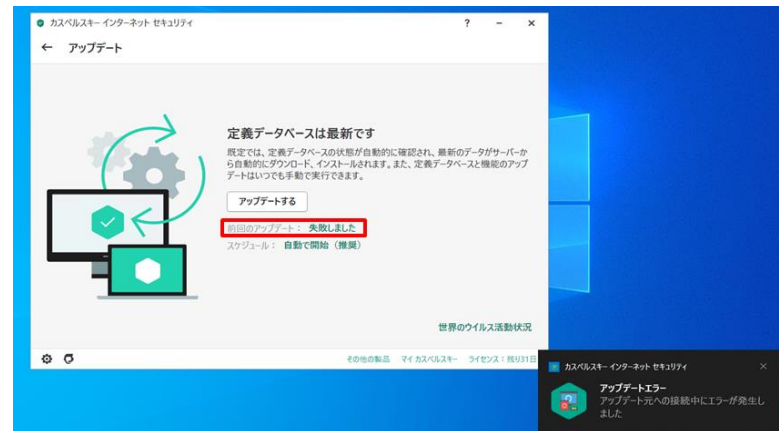 カスペルスキー インターネット セキュリティ
?
アップデート
定義データベースは最新です
既定では、定義データベースの状態が自動的に確認され、最新のデータがサーバーか
ら自動的にダウンロード、インストールされます。また、定義データベースと機能のアップ
デートはいつでも手動で実行できます。
アップデートする
前回のアップデート： 失敗しました
スケジュール： 自動で開始（推奨）
世界のウイルス活動状況
その他の製品 マイ カスペルスキー ライセンス：残り31日
カスペルスキー インターネット セキュリティ
アップデートエラー
アップデート元への接続中にエラーが発生し
ました